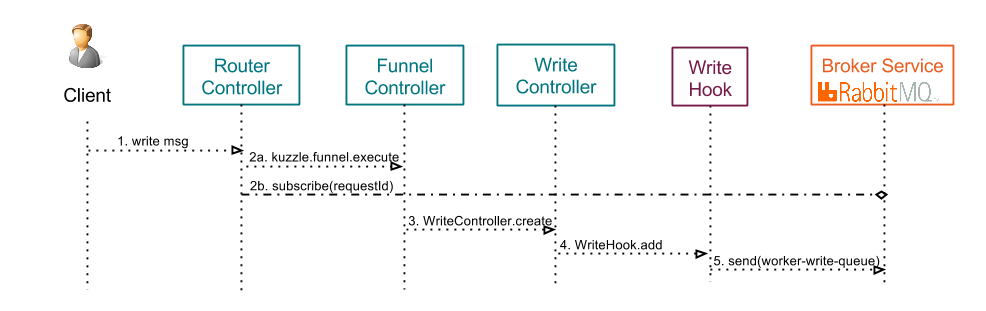 Client
Router
Controller
Funnel
Controller
Write
Controller
Write
Hook
Broker Service
RabbitMQ
1. write msg
2a. kuzzle.funnel.execute
2b. subscribe(requestId)
3. WriteController.create
4. WriteHook.add
5. send(worker-write-queue)